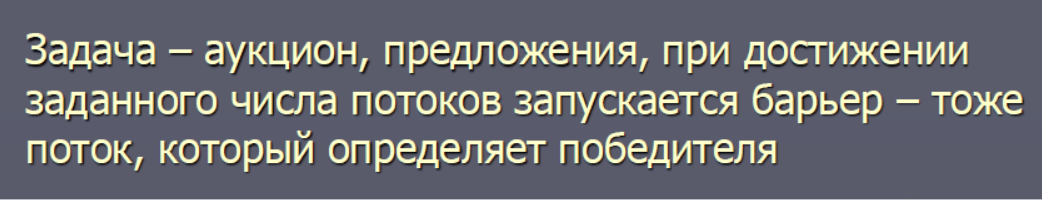 Задача – аукцион, предложения, при достижении
заданного числа потоков запускается барьер – тоже
поток, который определяет победителя